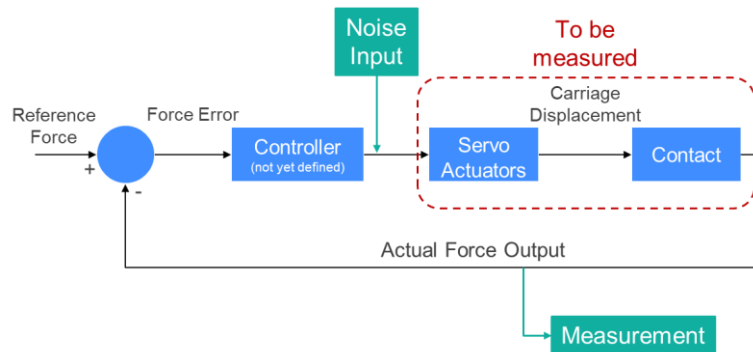 Noise
Input
To be
measured
Reference
Force
Force Error
Carriage
Displacement
+
Controller
(not yet defined)
Servo
Actuators
Contact
-
Actual Force Output
Measurement